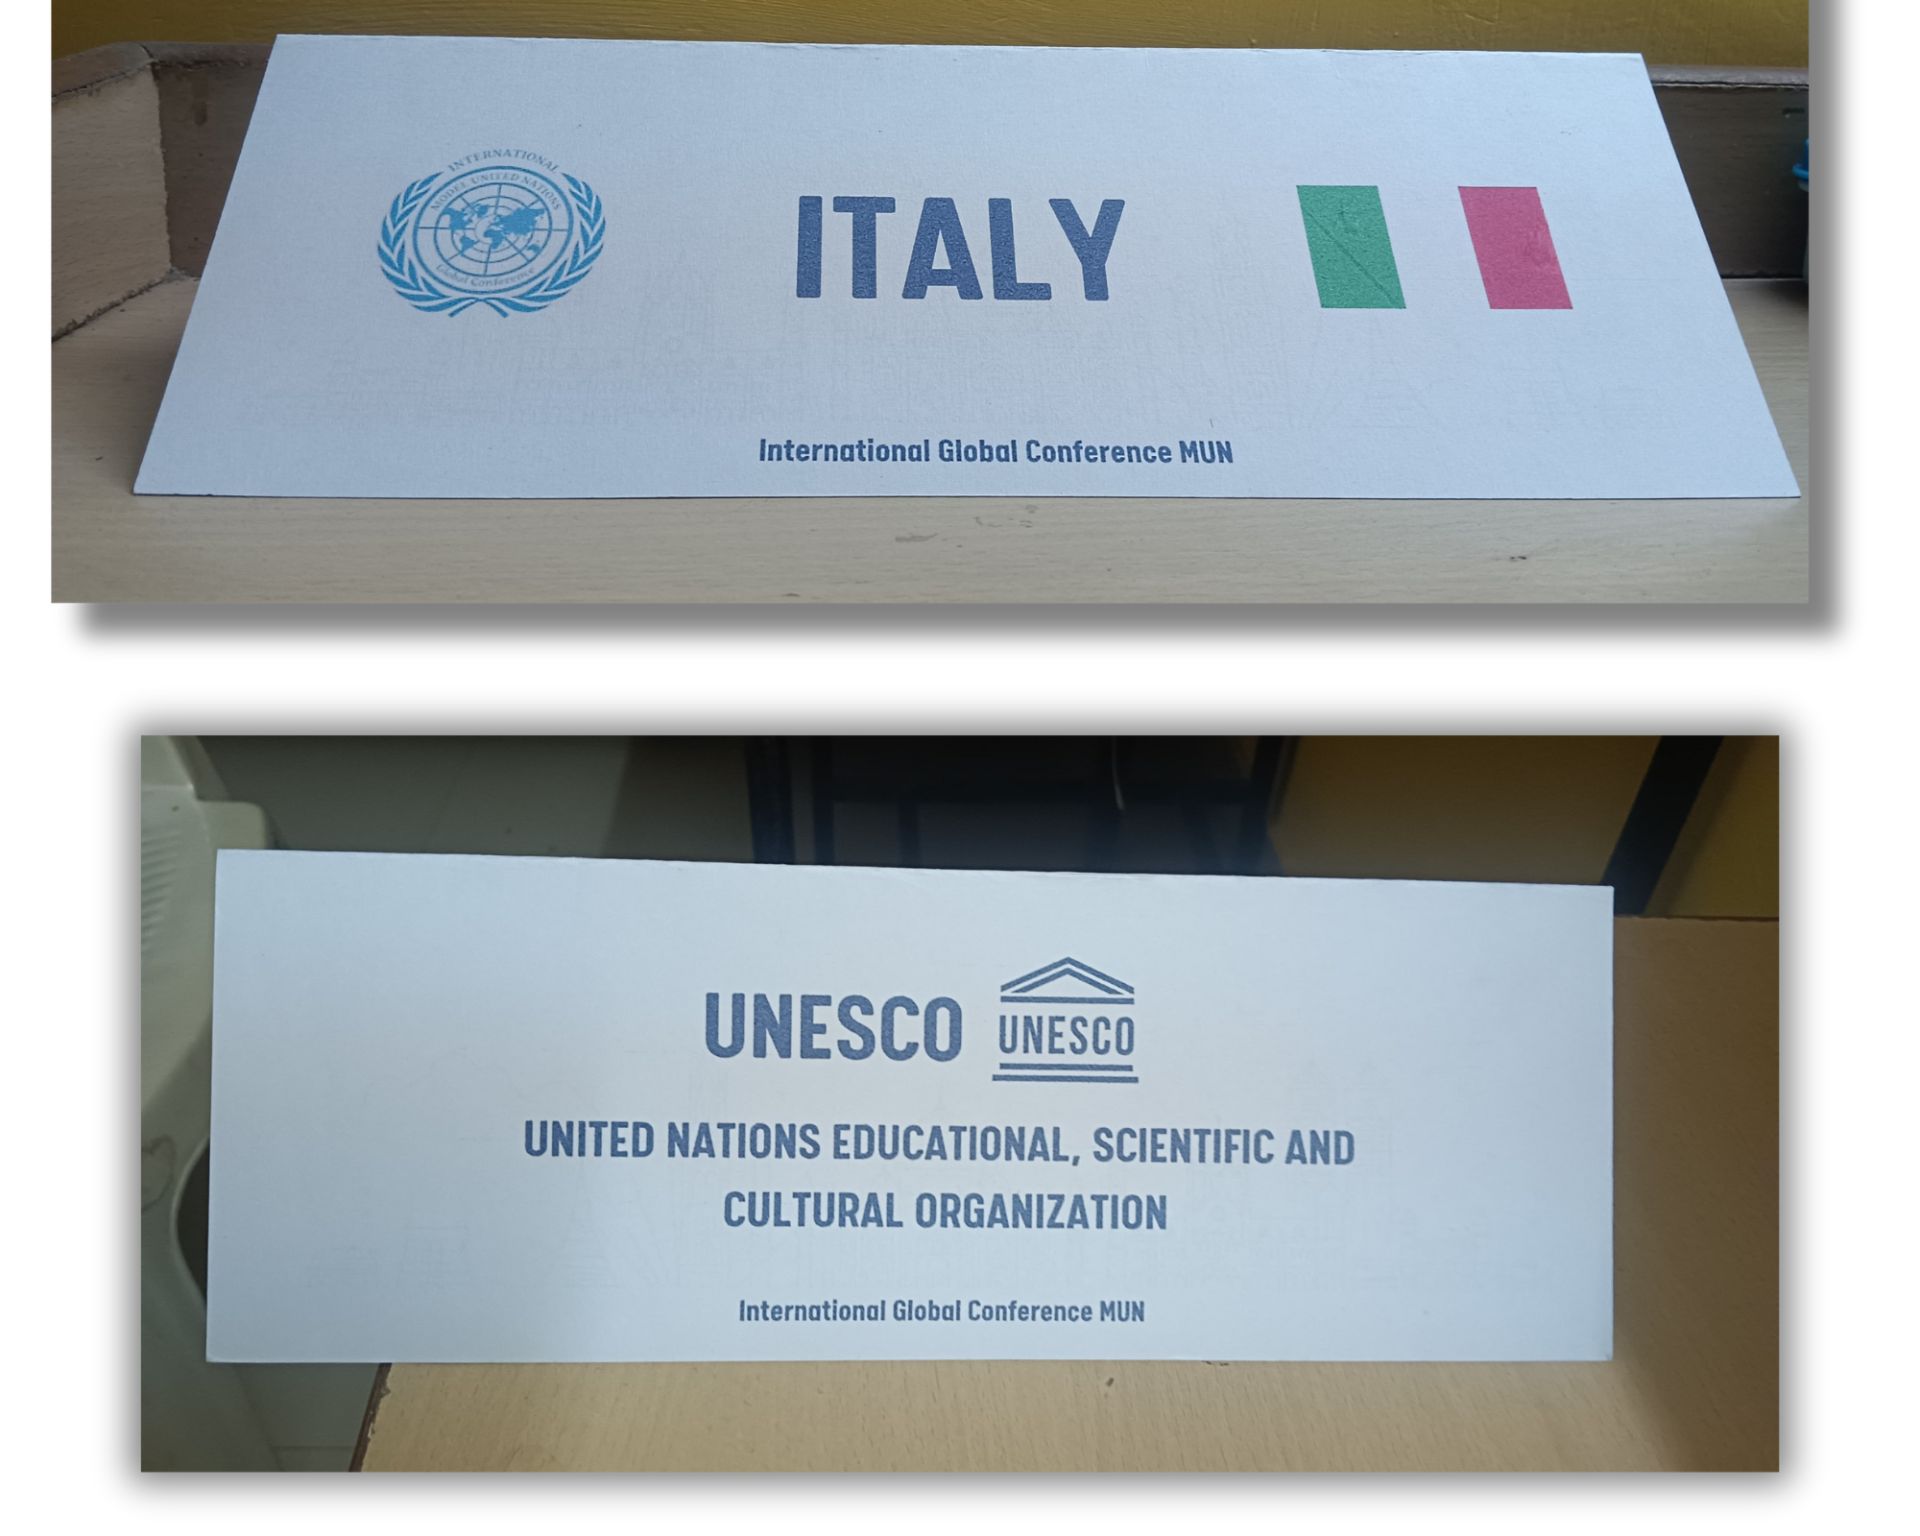 INTERNATIONAL
MODEL UNITED NATIONS
Global Conference
ITALY
International Global Conference MUN
UNESCO
UNESCO
UNITED NATIONS EDUCATIONAL, SCIENTIFIC AND
CULTURAL ORGANIZATION
International Global Conference MUN